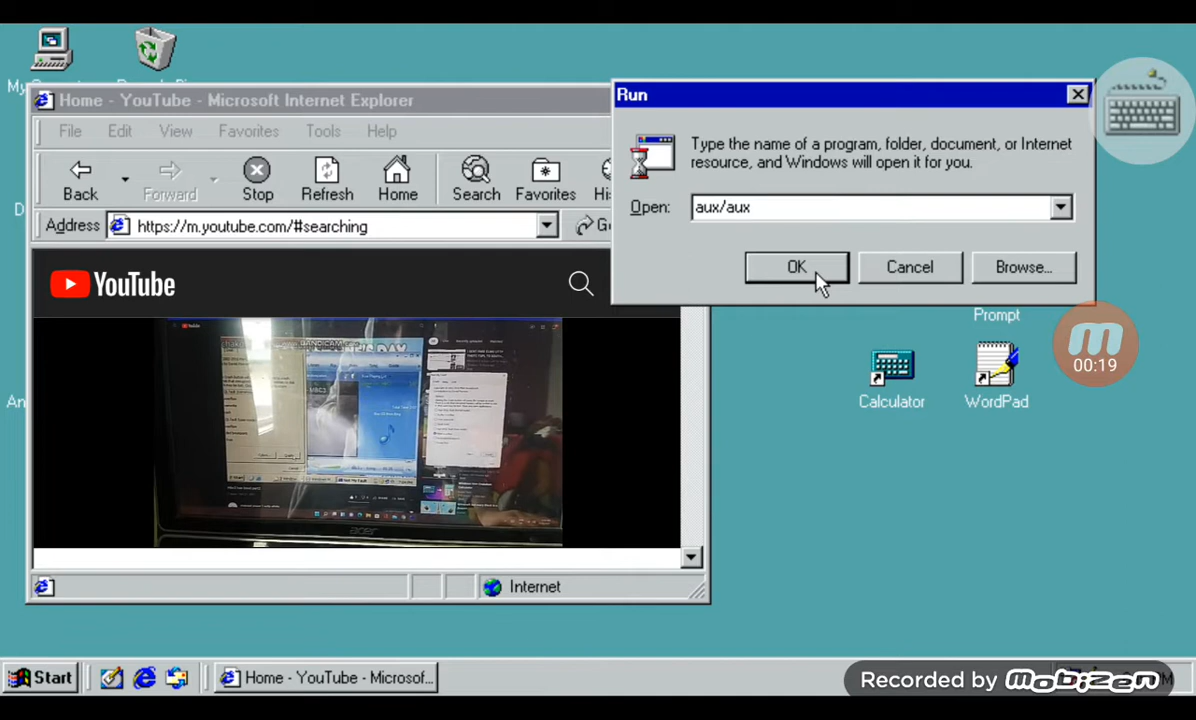 Home - YouTube - Microsoft Internet Explorer
File Edit View Favorites Tools Help
Back Forward Stop Refresh Home Search Favorites
Address https://m.youtube.com/#searching
YouTube
Internet
Run
Type the name of a program, folder, document, or Internet
resource, and Windows will open it for you.
Open: aux/aux
OK Cancel Browse...
Prompt
00:19
Calculator WordPad
acer
Start Home - YouTube - Microsof...
Recorded by mobizen